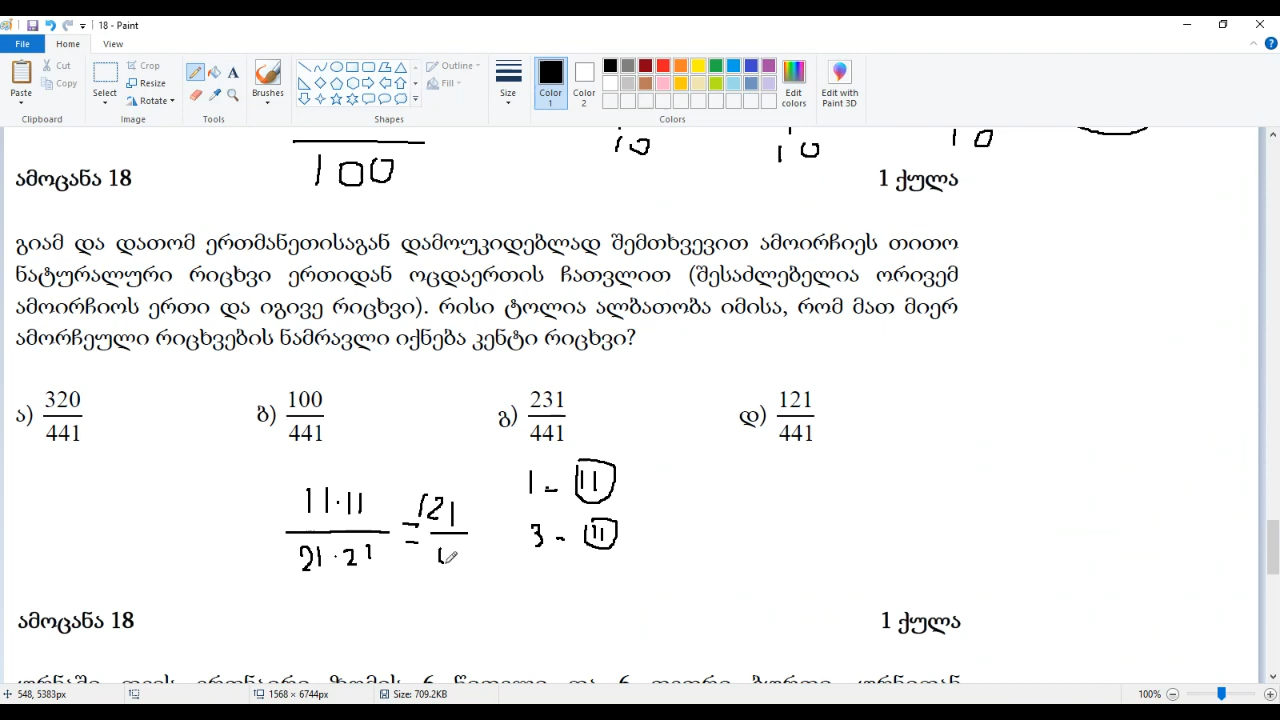 18 - Paint
File Home View
Paste Cut Copy Clipboard
Select Crop Resize Rotate Image
Tools
Brushes
Shapes Outline Fill
Size
Color 1 Color 2 Edit colors Colors
Edit with Paint 3D
100 10 10 10
ამოცანა 18 1 ქულა
გიამ და დათომ ერთმანეთისაგან დამოუკიდებლად შემთხვევით ამოირჩიეს თითო
ნატურალური რიცხვი ერთიდან ოცდაერთის ჩათვლით (შესაძლებელია ორივემ
ამოირჩიოს ერთი და იგივე რიცხვი). რისი ტოლია ალბათობა იმისა, რომ მათ მიერ
ამორჩეული რიცხვების ნამრავლი იქნება კენტი რიცხვი?
ა) 320/441 ბ) 100/441 გ) 231/441 დ) 121/441
1 - 11
11·11 = 121
3 - 11
21·21
ამოცანა 18 1 ქულა
548, 5383px 1568 × 6744px Size: 709.2KB 100%